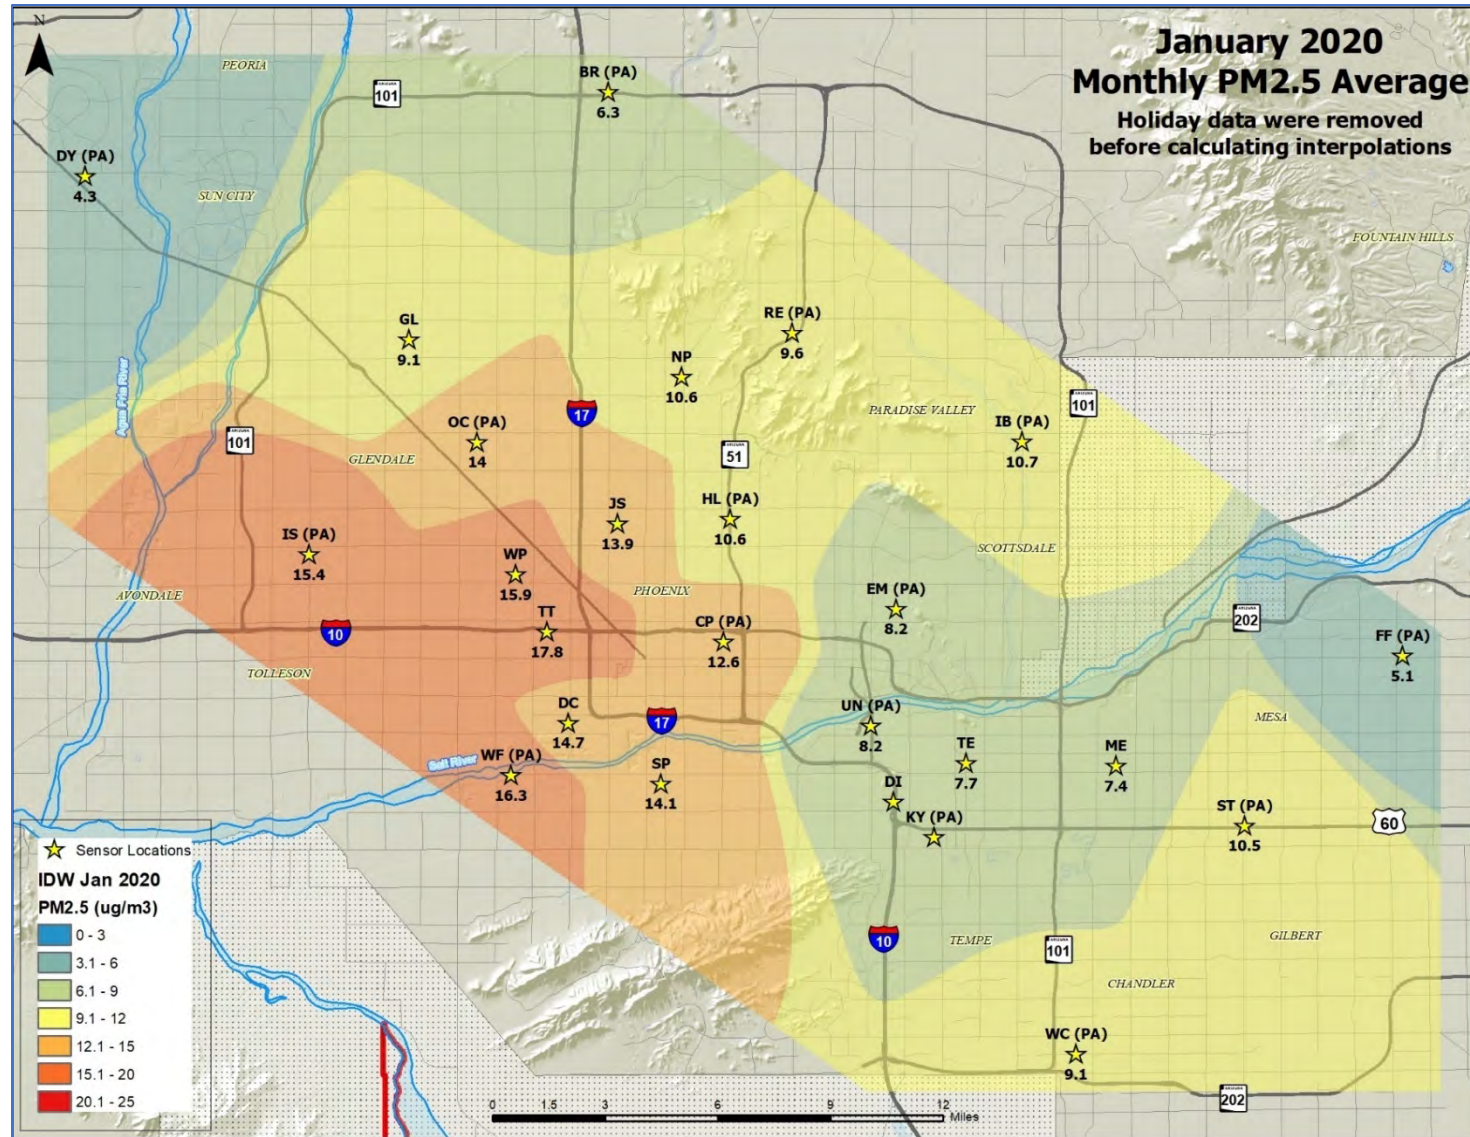 January 2020
Monthly PM2.5 Average
Holiday data were removed
before calculating interpolations
N
PEORIA
ARIZONA
101
BR (PA)
6.3
DY (PA)
4.3
SUN CITY
FOUNTAIN HILLS
GL
9.1
RE (PA)
9.6
NP
10.6
Agua Fria River
17
PARADISE VALLEY
ARIZONA
101
OC (PA)
14
IB (PA)
10.7
ARIZONA
101
GLENDALE
ARIZONA
51
JS
13.9
HL (PA)
10.6
IS (PA)
15.4
SCOTTSDALE
WP
15.9
AVONDALE
PHOENIX
EM (PA)
8.2
TT
17.8
10
CP (PA)
12.6
ARIZONA
202
FF (PA)
5.1
TOLLESON
DC
14.7
17
UN (PA)
8.2
MESA
TE
7.7
ME
7.4
Salt River
WF (PA)
16.3
SP
14.1
DI
KY (PA)
ST (PA)
10.5
60
10
TEMPE
ARIZONA
101
GILBERT
CHANDLER
WC (PA)
9.1
ARIZONA
202
Sensor Locations
IDW Jan 2020
PM2.5 (ug/m3)
0 - 3
3.1 - 6
6.1 - 9
9.1 - 12
12.1 - 15
15.1 - 20
20.1 - 25
0 1.5 3 6 9 12
Miles